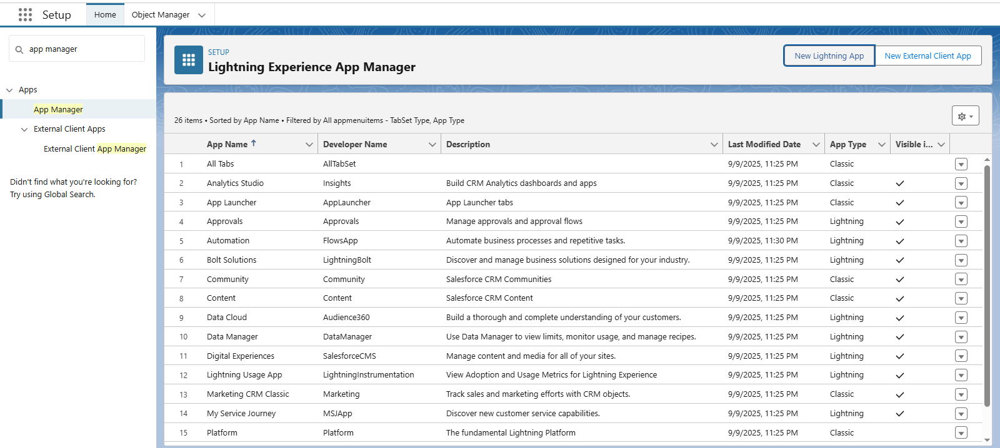 Setup
Home
Object Manager
app manager
Apps
App Manager
External Client Apps
External Client App Manager
Didn't find what you're looking for?
Try using Global Search.
SETUP
Lightning Experience App Manager
New Lightning App
New External Client App
26 items • Sorted by App Name • Filtered by All appmenuitems - TabSet Type, App Type
App Name Developer Name Description Last Modified Date App Type Visible i...
1 All Tabs AllTabSet 9/9/2025, 11:25 PM Classic
2 Analytics Studio Insights Build CRM Analytics dashboards and apps 9/9/2025, 11:25 PM Classic
3 App Launcher AppLauncher App Launcher tabs 9/9/2025, 11:25 PM Classic
4 Approvals Approvals Manage approvals and approval flows 9/9/2025, 11:25 PM Lightning
5 Automation FlowsApp Automate business processes and repetitive tasks. 9/9/2025, 11:30 PM Lightning
6 Bolt Solutions LightningBolt Discover and manage business solutions designed for your industry. 9/9/2025, 11:25 PM Lightning
7 Community Community Salesforce CRM Communities 9/9/2025, 11:25 PM Classic
8 Content Content Salesforce CRM Content 9/9/2025, 11:25 PM Classic
9 Data Cloud Audience360 Build a thorough and complete understanding of your customers. 9/9/2025, 11:25 PM Lightning
10 Data Manager DataManager Use Data Manager to view limits, monitor usage, and manage recipes. 9/9/2025, 11:25 PM Lightning
11 Digital Experiences SalesforceCMS Manage content and media for all of your sites. 9/9/2025, 11:25 PM Lightning
12 Lightning Usage App LightningInstrumentation View Adoption and Usage Metrics for Lightning Experience 9/9/2025, 11:25 PM Lightning
13 Marketing CRM Classic Marketing Track sales and marketing efforts with CRM objects. 9/9/2025, 11:25 PM Classic
14 My Service Journey MSJApp Discover new customer service capabilities. 9/9/2025, 11:25 PM Lightning
15 Platform Platform The fundamental Lightning Platform 9/9/2025, 11:25 PM Classic